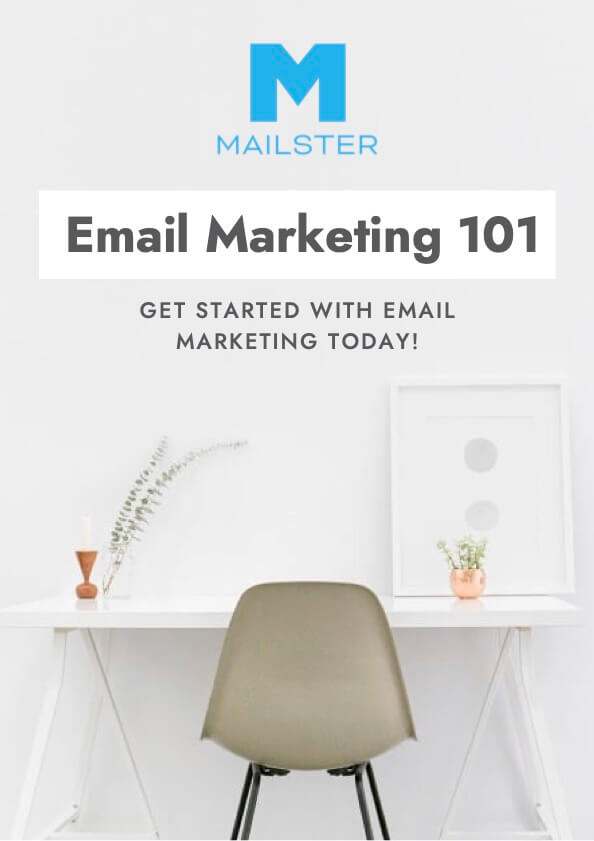 M
MAILSTER
Email Marketing 101
GET STARTED WITH EMAIL
MARKETING TODAY!